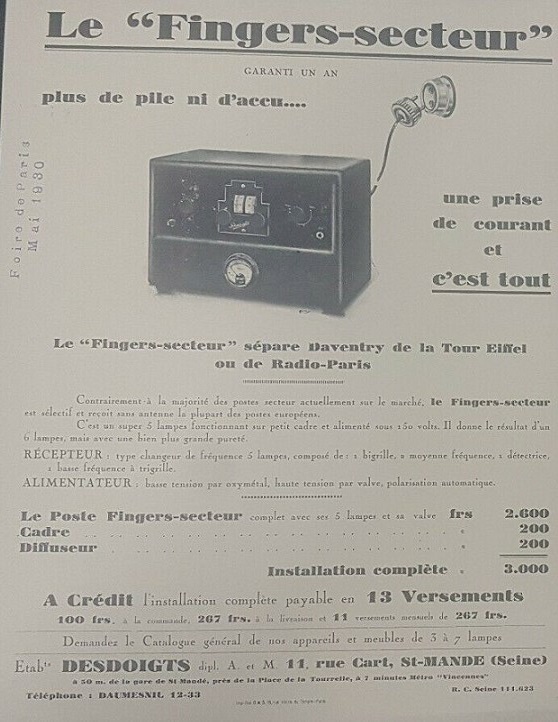 Le “Fingers-secteur”
GARANTI UN AN
plus de pile ni d'accu....
Foire de Paris
Mai 1930
une prise
de courant
et
c'est tout
Le “Fingers-secteur” sépare Daventry de la Tour Eiffel
ou de Radio-Paris
Contrairement à la majorité des postes secteur actuellement sur le marché, le Fingers-secteur
est sélectif et reçoit sans antenne la plupart des postes européens.
C'est un super 5 lampes fonctionnant sur petit cadre et alimenté sous 150 volts. Il donne le résultat d'un
6 lampes, mais avec une bien plus grande pureté.
RÉCEPTEUR : type changeur de fréquence 5 lampes, composé de : 1 bigrille, 2 moyenne fréquence, 1 détectrice,
1 basse fréquence à trigrille.
ALIMENTATEUR : basse tension par oxymétal, haute tension par valve, polarisation automatique.
Le Poste Fingers-secteur complet avec ses 5 lampes et sa valve frs 2.600
Cadre . . . . . . . . . . . . . . » 200
Diffuseur . . . . . . . . . . . . . . » 200
Installation complète » 3.000
A Crédit l'installation complète payable en 13 Versements
100 frs. à la commande, 267 frs. à la livraison et 11 versements mensuels de 267 frs.
Demandez le Catalogue général de nos appareils et meubles de 3 à 7 lampes
Etabts DESDOIGTS dipl. A. et M. 11, rue Cart, St-MANDÉ (Seine)
à 50 m. de la gare de St Mandé, près de la Place de la Tourelle, à 7 minutes Métro "Vincennes"
Téléphone : DAUMESNIL 12-33
R. C. Seine 411.623